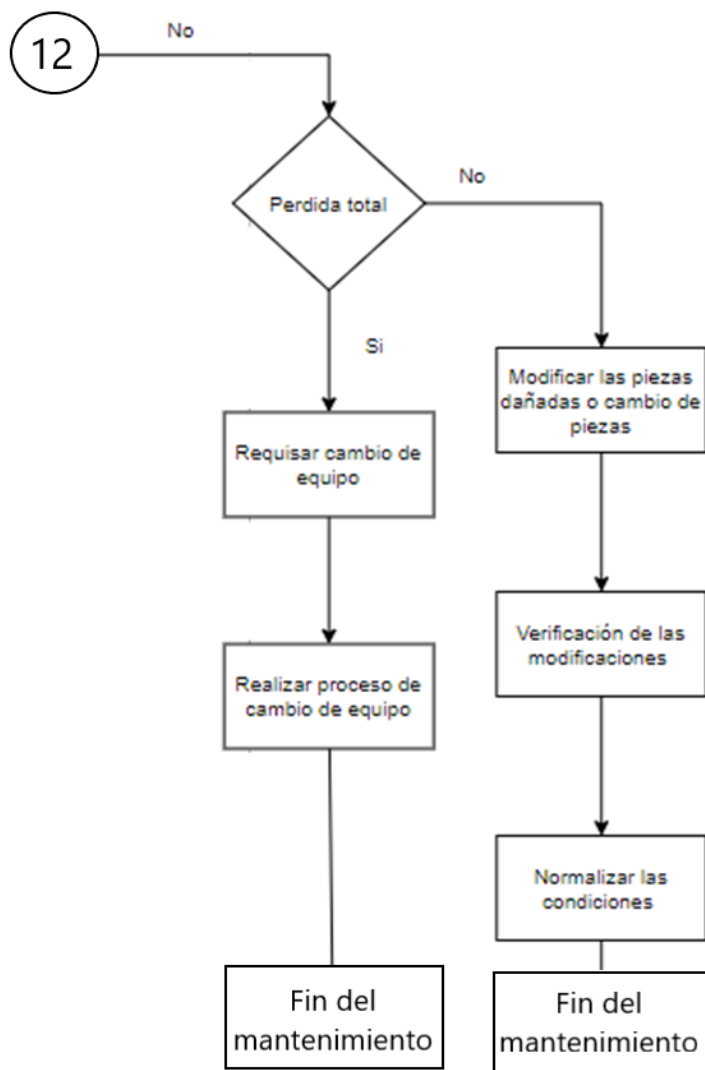 No
12
Perdida total
No
Si
Modificar las piezas
dañadas o cambio de
piezas
Requisar cambio de
equipo
Verificación de las
modificaciones
Realizar proceso de
cambio de equipo
Normalizar las
condiciones
Fin del
mantenimiento
Fin del
mantenimiento